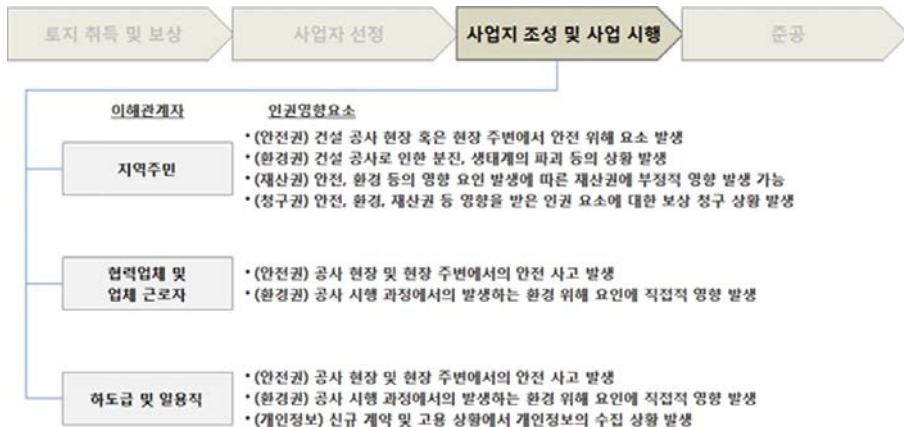 토지 취득 및 보상
사업자 선정
사업지 조성 및 사업 시행
준공
이해관계자
인권영향요소
지역주민
• (안전권) 건설 공사 현장 혹은 현장 주변에서 안전 위해 요소 발생
• (환경권) 건설 공사로 인한 분진, 생태계의 파괴 등의 상황 발생
• (재산권) 안전, 환경 등의 영향 요인 발생에 따른 재산권에 부정적 영향 발생 가능
• (청구권) 안전, 환경, 재산권 등 영향을 받은 인권 요소에 대한 보상 청구 상황 발생
협력업체 및
업체 근로자
• (안전권) 공사 현장 및 현장 주변에서의 안전 사고 발생
• (환경권) 공사 시행 과정에서의 발생하는 환경 위해 요인에 직접적 영향 발생
하도급 및 일용직
• (안전권) 공사 현장 및 현장 주변에서의 안전 사고 발생
• (환경권) 공사 시행 과정에서의 발생하는 환경 위해 요인에 직접적 영향 발생
• (개인정보) 신규 계약 및 고용 상황에서 개인정보의 수집 상황 발생